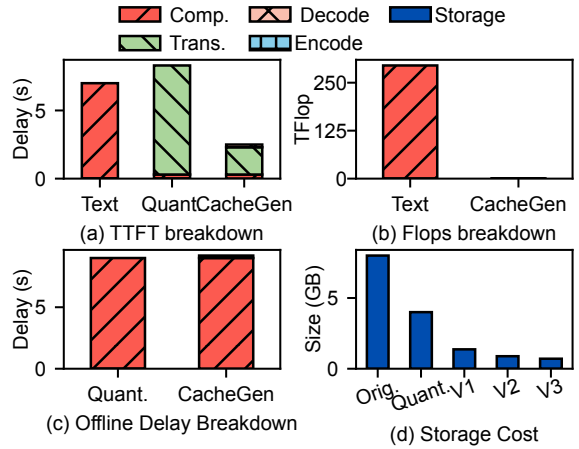 Comp. Decode Storage
Trans. Encode
Delay (s)
5
0
Text Quant CacheGen
(a) TTFT breakdown
TFlop
250
125
0
Text CacheGen
(b) Flops breakdown
Delay (s)
5
0
Quant. CacheGen
(c) Offline Delay Breakdown
Size (GB)
5
0
Orig. Quant. V1 V2 V3
(d) Storage Cost